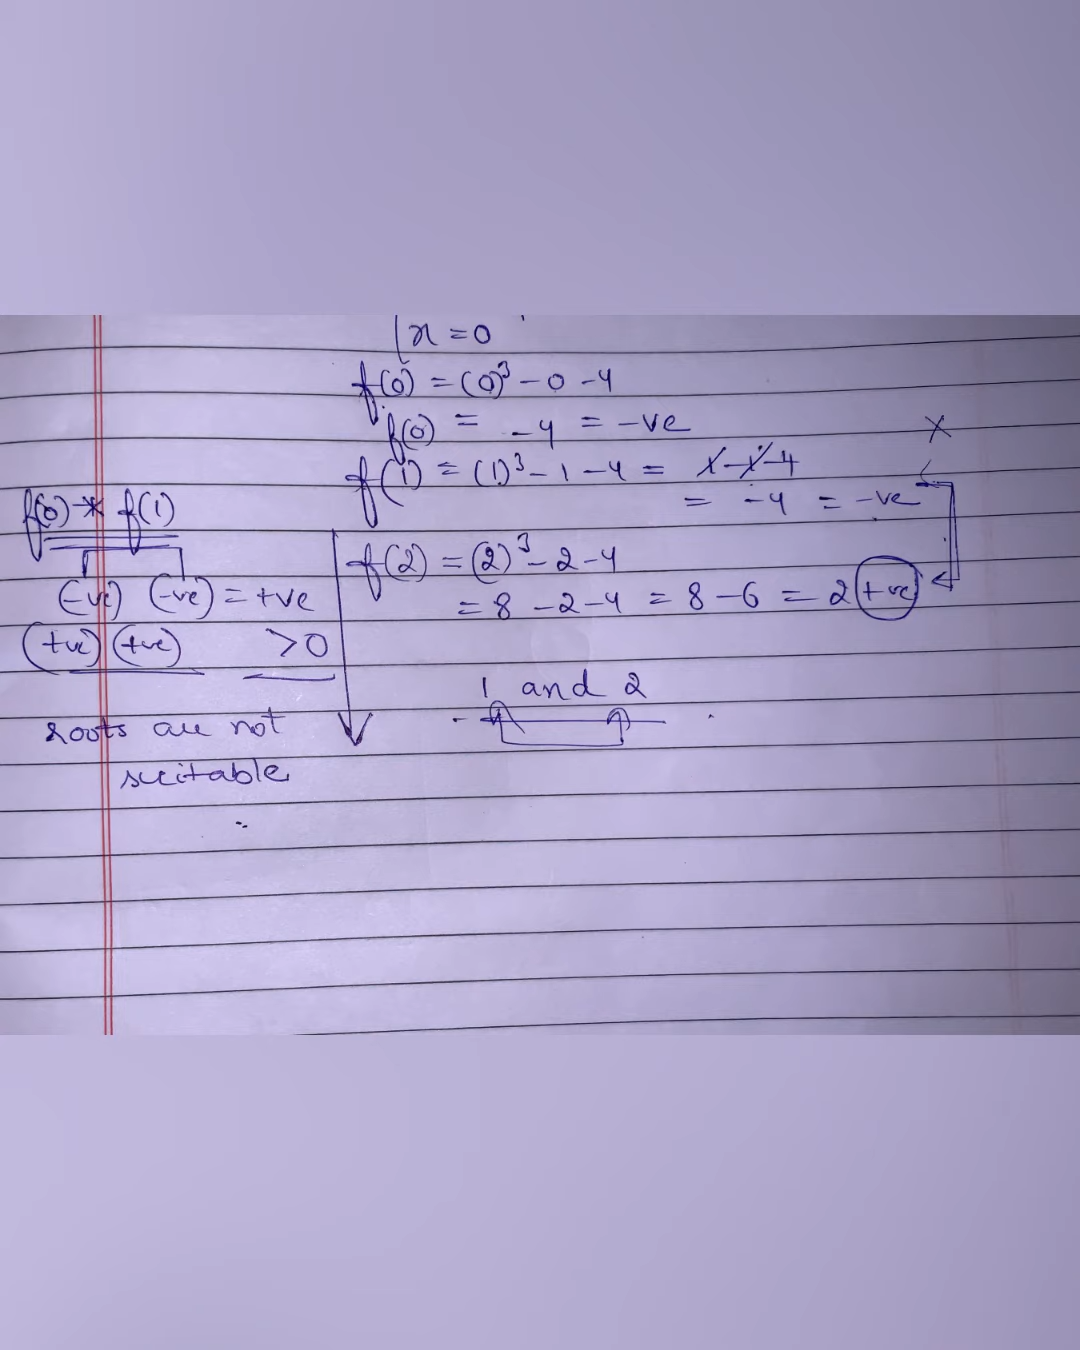 x = 0
f(0) = (0)³ - 0 - 4
f(0) = -4 = -ve
f(1) = (1)³ - 1 - 4 = 1 - 1 - 4
= -4 = -ve
f(0) * f(1)
(-ve) (-ve) = +ve
(+ve) (+ve) >0
roots are not
suitable
f(2) = (2)³ - 2 - 4
= 8 - 2 - 4 = 8 - 6 = 2 +ve
1 and 2